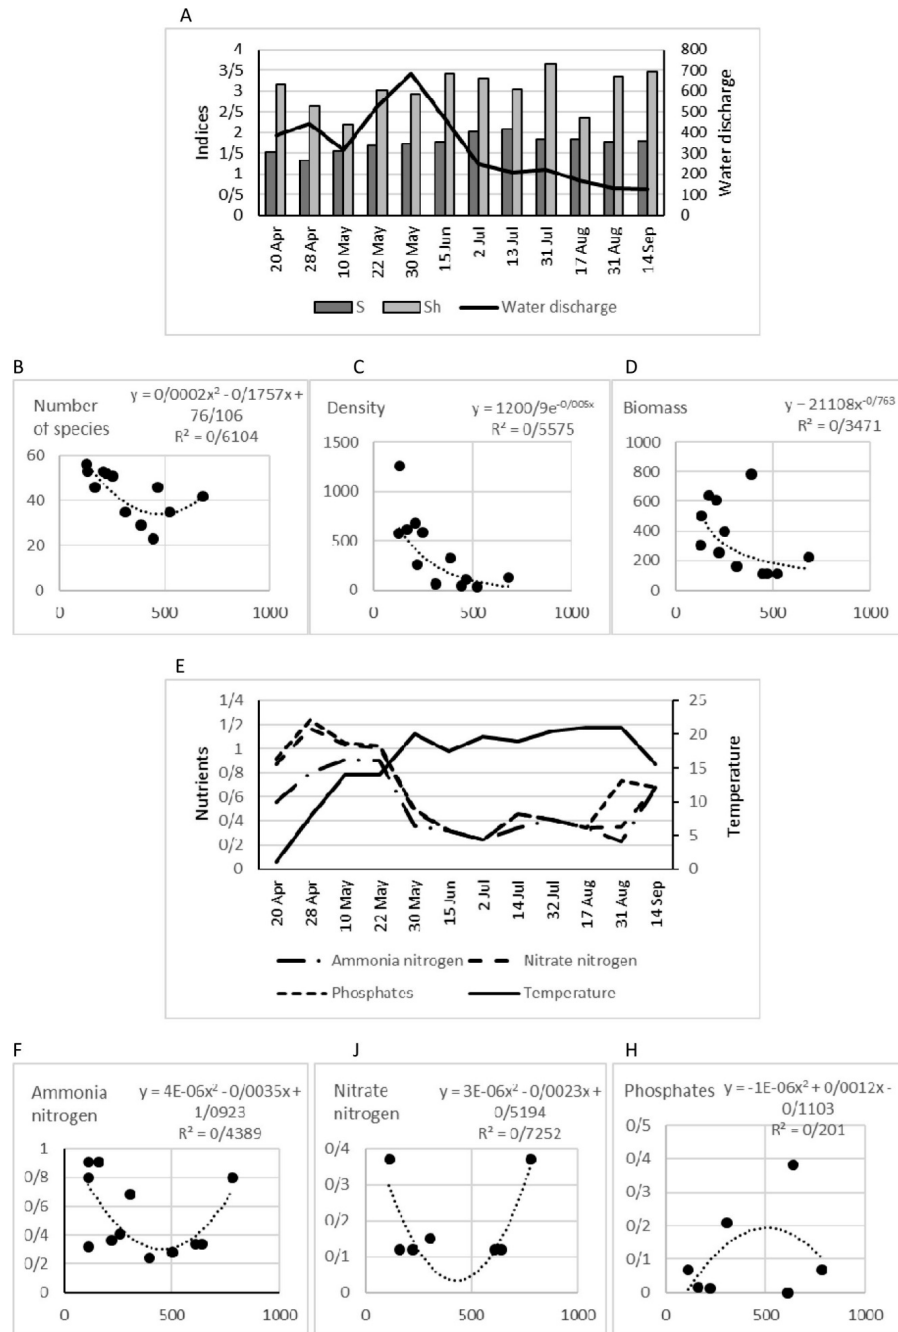 A
4
3/5
3
2/5
2
1/5
1
0/5
0
Indices
800
700
600
500
400
300
200
100
0
Water discharge
20 Apr
28 Apr
10 May
22 May
30 May
15 Jun
2 Jul
13 Jul
31 Jul
17 Aug
31 Aug
14 Sep
S Sh Water discharge
B
Number
of species
y = 0/0002x² - 0/1757x +
76/106
R² = 0/6104
60
40
20
0
0 500 1000
C
Density
y = 1200/9e^-0/005x
R² = 0/5575
1500
1000
500
0
0 500 1000
D
Biomass
y = 21108x^-0/763
R² = 0/3471
1000
800
600
400
200
0
0 500 1000
E
1/4
1/2
1
0/8
0/6
0/4
0/2
0
Nutrients
25
20
15
10
5
0
Temperature
20 Apr
28 Apr
10 May
22 May
30 May
15 Jun
2 Jul
14 Jul
32 Jul
17 Aug
31 Aug
14 Sep
Ammonia nitrogen Nitrate nitrogen
Phosphates Temperature
F
Ammonia
nitrogen
y = 4E-06x² - 0/0035x +
1/0923
R² = 0/4389
1
0/8
0/6
0/4
0/2
0
0 500 1000
J
Nitrate
nitrogen
y = 3E-06x² - 0/0023x +
0/5194
R² = 0/7252
0/4
0/3
0/2
0/1
0
0 500 1000
H
Phosphates
y = -1E-06x² + 0/0012x -
0/1103
R² = 0/201
0/5
0/4
0/3
0/2
0/1
0
0 500 1000